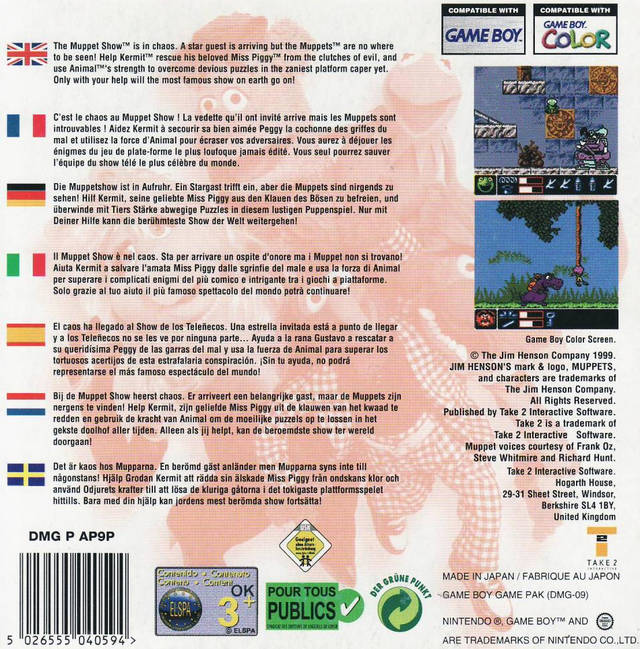 The Muppet Show™ is in chaos. A star guest is arriving but the Muppets™ are no where
to be seen! Help Kermit™ rescue his beloved Miss Piggy™ from the clutches of evil, and
use Animal™'s strength to overcome devious puzzles in the zaniest platform caper yet.
Only with your help will the most famous show on earth go on!
C'est le chaos au Muppet Show ! La vedette qu'il ont invité arrive mais les Muppets sont
introuvables ! Aidez Kermit à secourir sa bien aimée Peggy la cochonne des griffes du
mal et utilisez la force d'Animal pour écraser vos adversaires. Vous aurez à déjouer les
énigmes du jeu de plate-forme le plus loufoque jamais édité. Vous seul pourrez sauver
l'équipe du show télé le plus célèbre du monde.
Die Muppetshow ist in Aufruhr. Ein Stargast trifft ein, aber die Muppets sind nirgends zu
sehen! Hilf Kermit, seine geliebte Miss Piggy aus den Klauen des Bösen zu befreien, und
überwinde mit Tiers Stärke abwegige Puzzles in diesem lustigen Puppenspiel. Nur mit
Deiner Hilfe kann die berühmteste Show der Welt weitergehen!
Il Muppet Show è nel caos. Sta per arrivare un ospite d'onore ma i Muppet non si trovano!
Aiuta Kermit a salvare l'amata Miss Piggy dalle sgrinfie del male e usa la forza di Animal
per superare i complicati enigmi del più comico e intrigante tra i giochi a piattaforme.
Solo grazie al tuo aiuto il più famoso spettacolo del mondo potrà continuare!
El caos ha llegado al Show de los Teleñecos. Una estrella invitada está a punto de llegar
y a los Teleñecos no se les ve por ninguna parte... Ayuda a la rana Gustavo a rescatar a
su queridísima Peggy de las garras del mal y usa la fuerza de Animal para superar los
tortuosos acertijos de esta estrafalaria conspiración. ¡Sin tu ayuda, no podrá
representarse el más famoso espectáculo del mundo!
Bij de Muppet Show heerst chaos. Er arriveert een belangrijke gast, maar de Muppets zijn
nergens te vinden! Help Kermit, zijn geliefde Miss Piggy uit de klauwen van het kwaad te
redden en gebruik de kracht van Animal om de moeilijke puzzels op te lossen in het
gekste doolhof aller tijden. Alleen als jij helpt, kan de beroemdste show ter wereld
doorgaan!
Det är kaos hos Mupparna. En berömd gäst anländer men Mupparna syns inte till
någonstans! Hjälp Grodan Kermit att rädda sin älskade Miss Piggy från ondskans klor och
använd Odjurets krafter till att lösa de kluriga gåtorna i det tokigaste plattformsspelet
hittills. Bara med din hjälp kan jordens mest berömda show fortsätta!
DMG P AP9P
5 026555 040594 >
Contenido • Contenuto
Contenu • Content
ELSPA
OK
3+
© ELSPA
Geeignet
ohne Alters-
beschränkung
POUR TOUS
PUBLICS
DER GRÜNE PUNKT
COMPATIBLE WITH
GAME BOY.
COMPATIBLE WITH
GAME BOY.
COLOR
Game Boy Color Screen.
© The Jim Henson Company 1999.
JIM HENSON'S mark & logo, MUPPETS,
and characters are trademarks of
The Jim Henson Company.
All Rights Reserved.
Published by Take 2 Interactive Software.
Take 2 is a trademark of
Take 2 Interactive Software.
Muppet voices courtesy of Frank Oz,
Steve Whitmire and Richard Hunt.
Take 2 Interactive Software.
Hogarth House,
29-31 Sheet Street, Windsor,
Berkshire SL4 1BY,
United Kingdom
TAKE 2
INTERACTIVE
MADE IN JAPAN / FABRIQUE AU JAPON
GAME BOY GAME PAK (DMG-09)
NINTENDO ®, GAME BOY™ AND
ARE TRADEMARKS OF NINTENDO CO.,LTD.